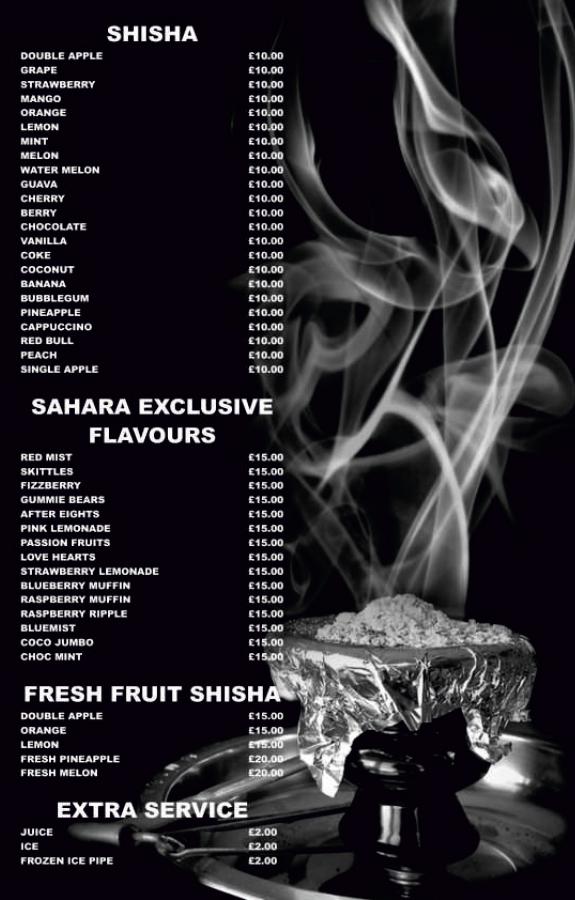 SHISHA
DOUBLE APPLE £10.00
GRAPE £10.00
STRAWBERRY £10.00
MANGO £10.00
ORANGE £10.00
LEMON £10.00
MINT £10.00
MELON £10.00
WATER MELON £10.00
GUAVA £10.00
CHERRY £10.00
BERRY £10.00
CHOCOLATE £10.00
VANILLA £10.00
COKE £10.00
COCONUT £10.00
BANANA £10.00
BUBBLEGUM £10.00
PINEAPPLE £10.00
CAPPUCCINO £10.00
RED BULL £10.00
PEACH £10.00
SINGLE APPLE £10.00
SAHARA EXCLUSIVE
FLAVOURS
RED MIST £15.00
SKITTLES £15.00
FIZZBERRY £15.00
GUMMIE BEARS £15.00
AFTER EIGHTS £15.00
PINK LEMONADE £15.00
PASSION FRUITS £15.00
LOVE HEARTS £15.00
STRAWBERRY LEMONADE £15.00
BLUEBERRY MUFFIN £15.00
RASPBERRY MUFFIN £15.00
RASPBERRY RIPPLE £15.00
BLUEMIST £15.00
COCO JUMBO £15.00
CHOC MINT £15.00
FRESH FRUIT SHISHA
DOUBLE APPLE £15.00
ORANGE £15.00
LEMON £15.00
FRESH PINEAPPLE £20.00
FRESH MELON £20.00
EXTRA SERVICE
JUICE £2.00
ICE £2.00
FROZEN ICE PIPE £2.00